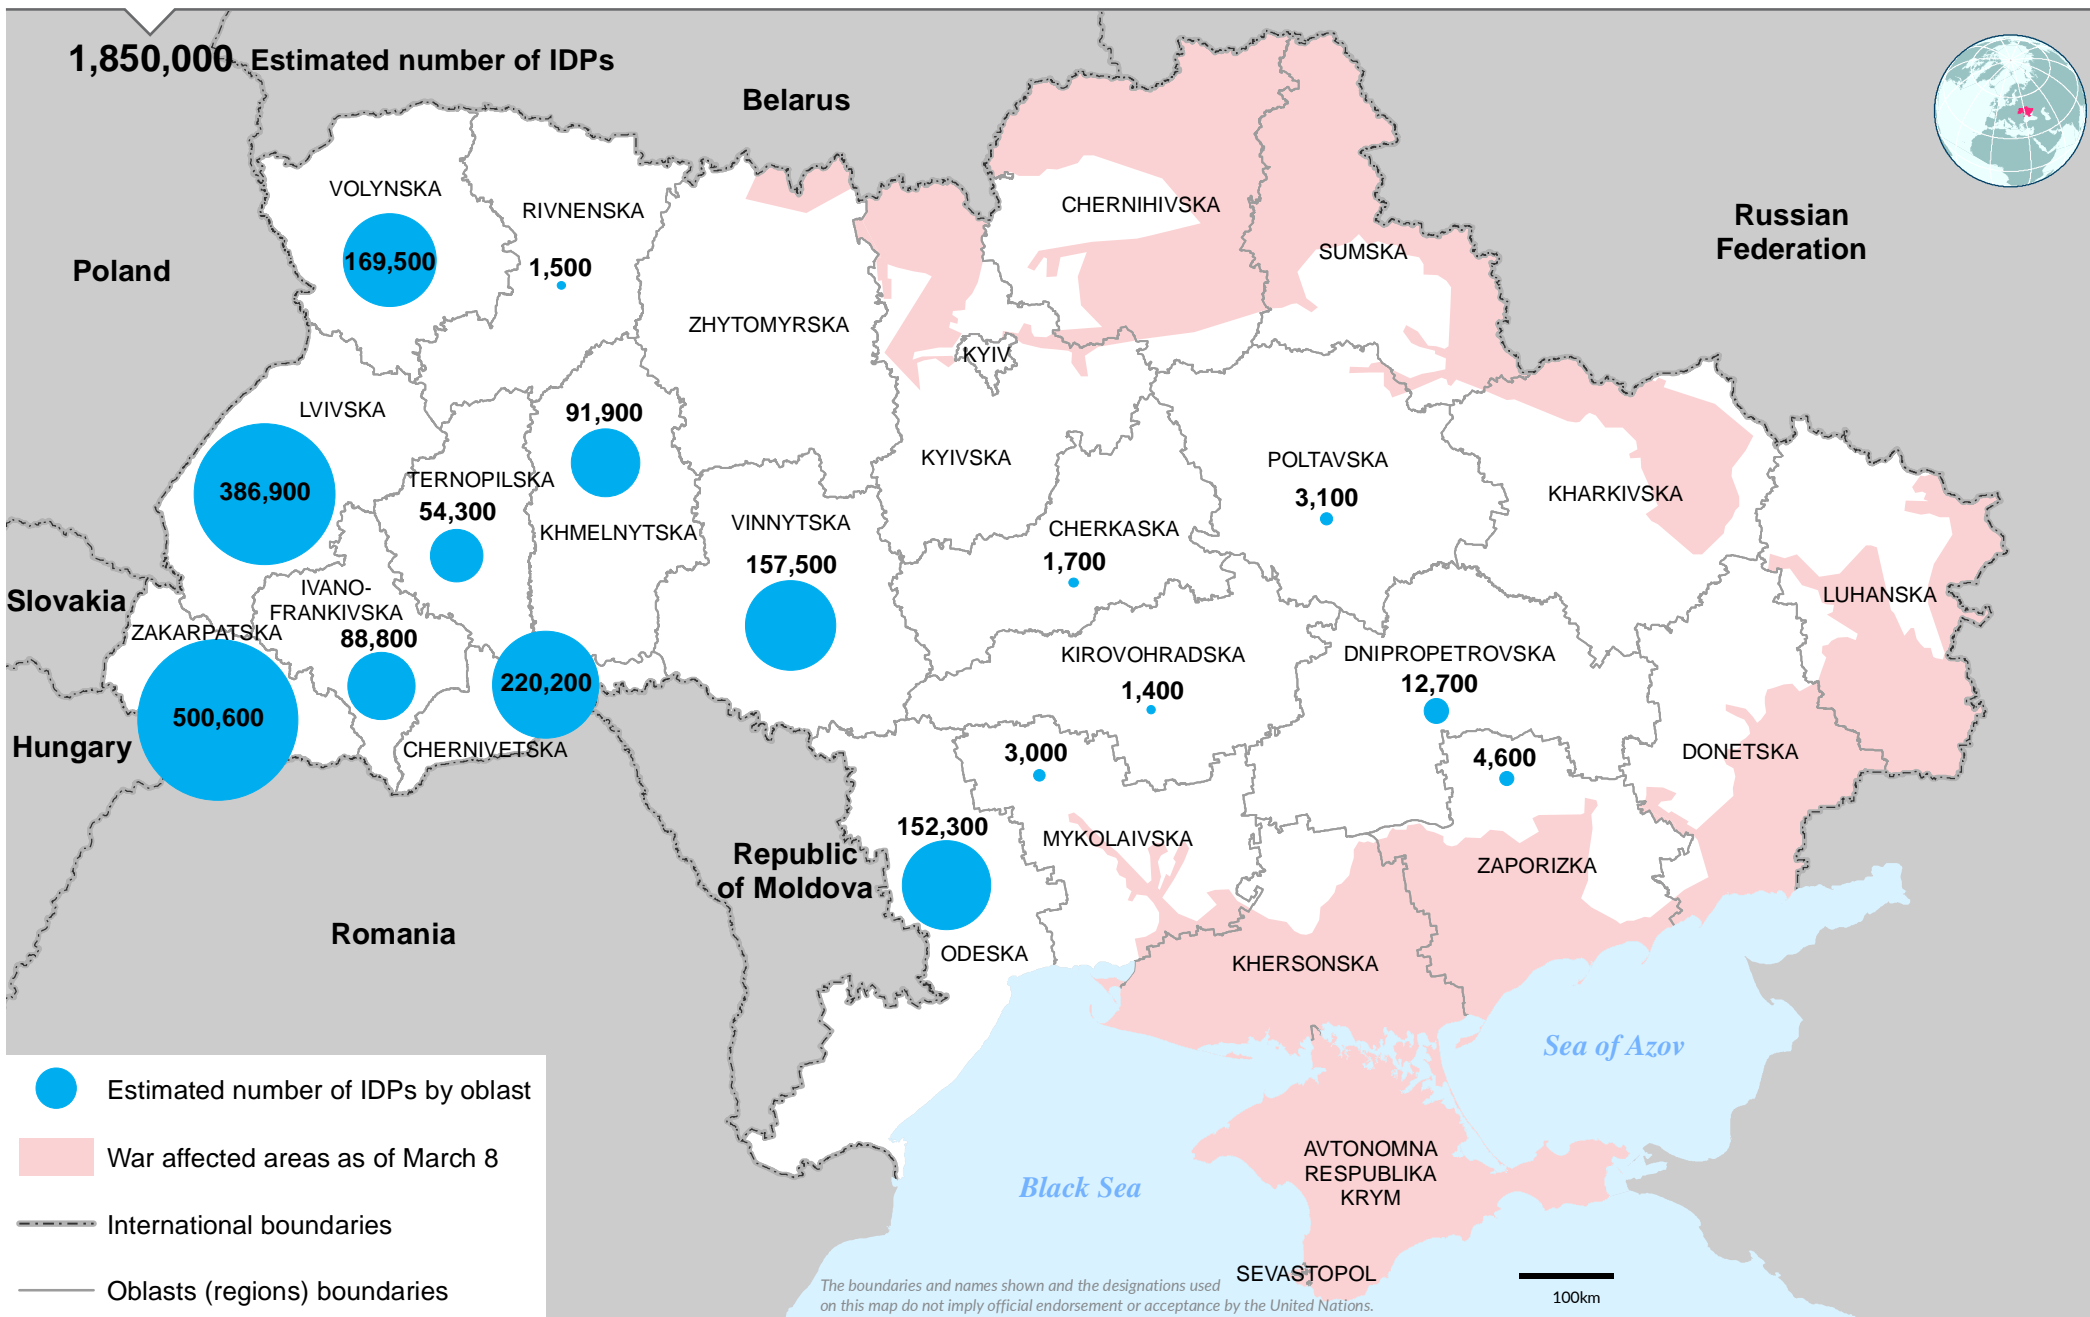 1,850,000 Estimated number of IDPs
Belarus
Poland
Russian
Federation
Slovakia
Hungary
Romania
Republic
of Moldova
VOLYNSKA
169,500
RIVNENSKA
1,500
ZHYTOMYRSKA
CHERNIHIVSKA
SUMSKA
KYIV
LVIVSKA
386,900
TERNOPILSKA
54,300
91,900
KHMELNYTSKA
VINNYTSKA
157,500
KYIVSKA
CHERKASKA
1,700
POLTAVSKA
3,100
KHARKIVSKA
LUHANSKA
IVANO-
FRANKIVSKA
88,800
ZAKARPATSKA
500,600
220,200
CHERNIVETSKA
KIROVOHRADSKA
1,400
DNIPROPETROVSKA
12,700
4,600
DONETSKA
3,000
MYKOLAIVSKA
152,300
ODESKA
ZAPORIZKA
KHERSONSKA
Sea of Azov
Black Sea
AVTONOMNA
RESPUBLIKA
KRYM
SEVASTOPOL
Estimated number of IDPs by oblast
War affected areas as of March 8
International boundaries
Oblasts (regions) boundaries
The boundaries and names shown and the designations used
on this map do not imply official endorsement or acceptance by the United Nations.
100km